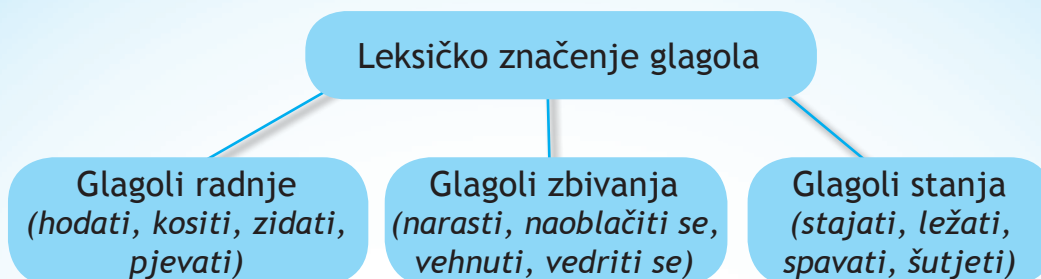 Leksičko značenje glagola
Glagoli radnje
(hodati, kositi, zidati,
pjevati)
Glagoli zbivanja
(narasti, naoblačiti se,
vehnuti, vedriti se)
Glagoli stanja
(stajati, ležati,
spavati, šutjeti)